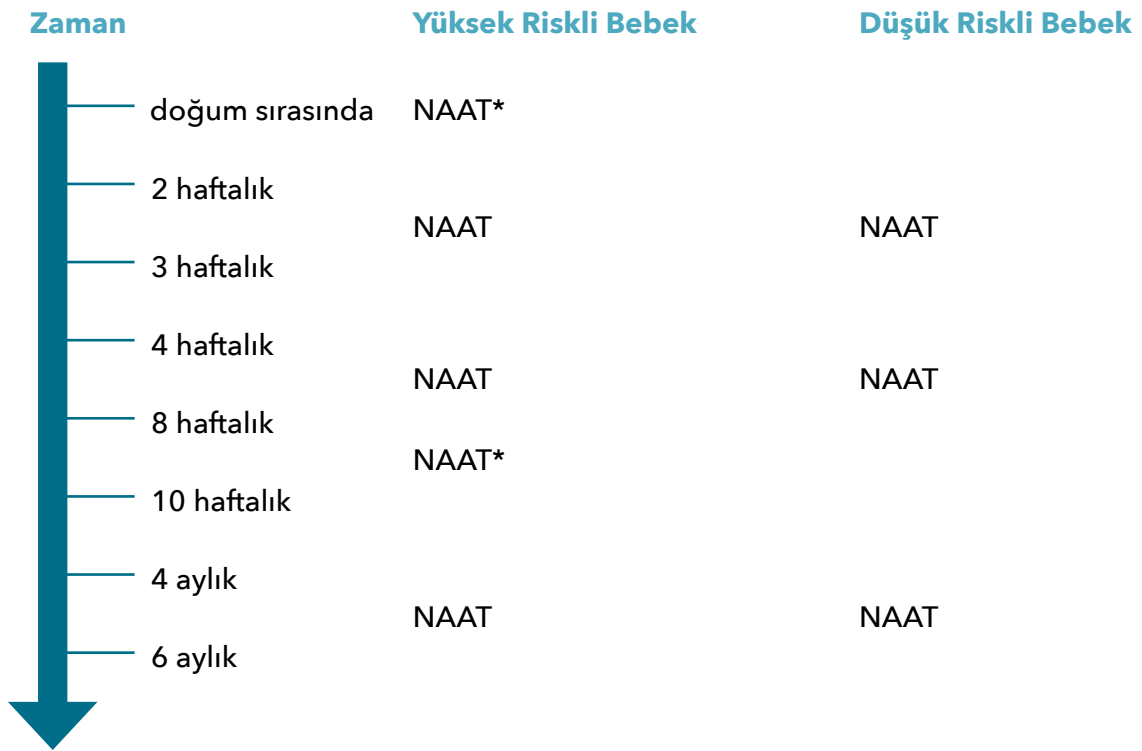 Zaman Yüksek Riskli Bebek Düşük Riskli Bebek
doğum sırasında NAAT*
2 haftalık
NAAT NAAT
3 haftalık
4 haftalık
NAAT NAAT
8 haftalık
NAAT*
10 haftalık
4 aylık
NAAT NAAT
6 aylık